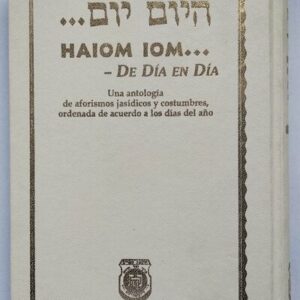 היום יום...
HAIOM IOM...
– DE DÍA EN DÍA
Una antología
de aforismos jasídicos y costumbres,
ordenada de acuerdo a los días del año